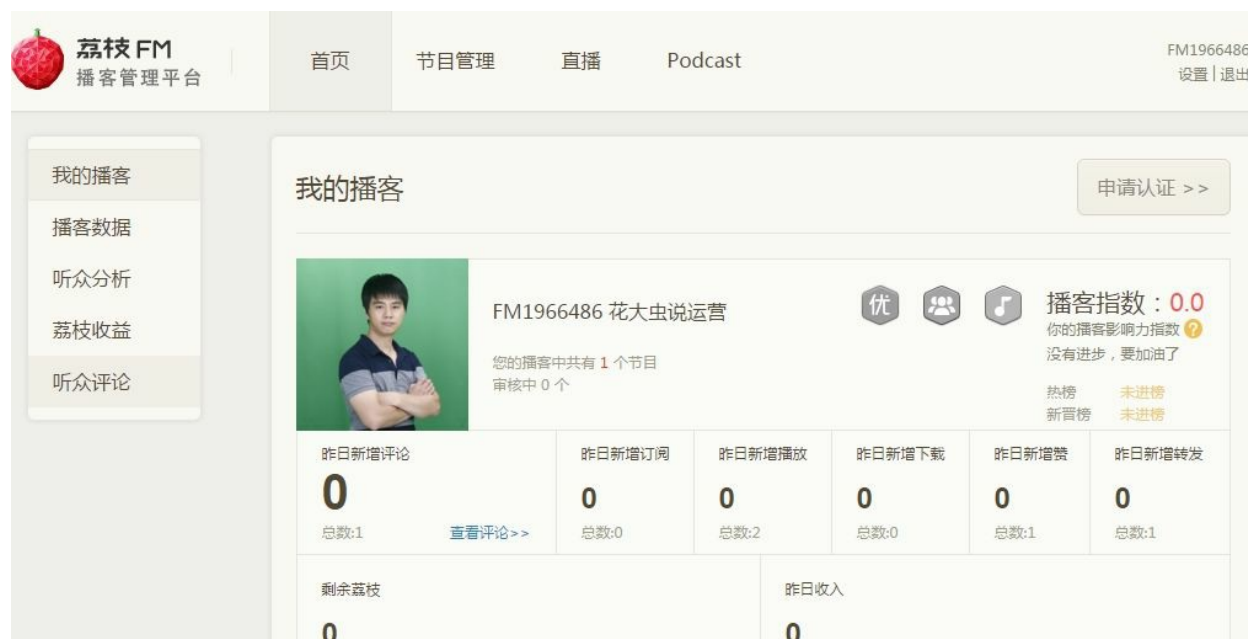 荔枝 FM
播客管理平台
首页 节目管理 直播 Podcast
FM1966486
设置 | 退出
我的播客
播客数据
听众分析
荔枝收益
听众评论
我的播客
申请认证 >>
FM1966486 花大虫说运营
您的播客中共有 1 个节目
审核中 0 个
优
播客指数：0.0
你的播客影响力指数 ?
没有进步，要加油了
热榜 未进榜
新晋榜 未进榜
昨日新增评论 昨日新增订阅 昨日新增播放 昨日新增下载 昨日新增赞 昨日新增转发
0 0 0 0 0 0
总数:1 查看评论>> 总数:0 总数:2 总数:0 总数:1 总数:1
剩余荔枝 昨日收入
0 0